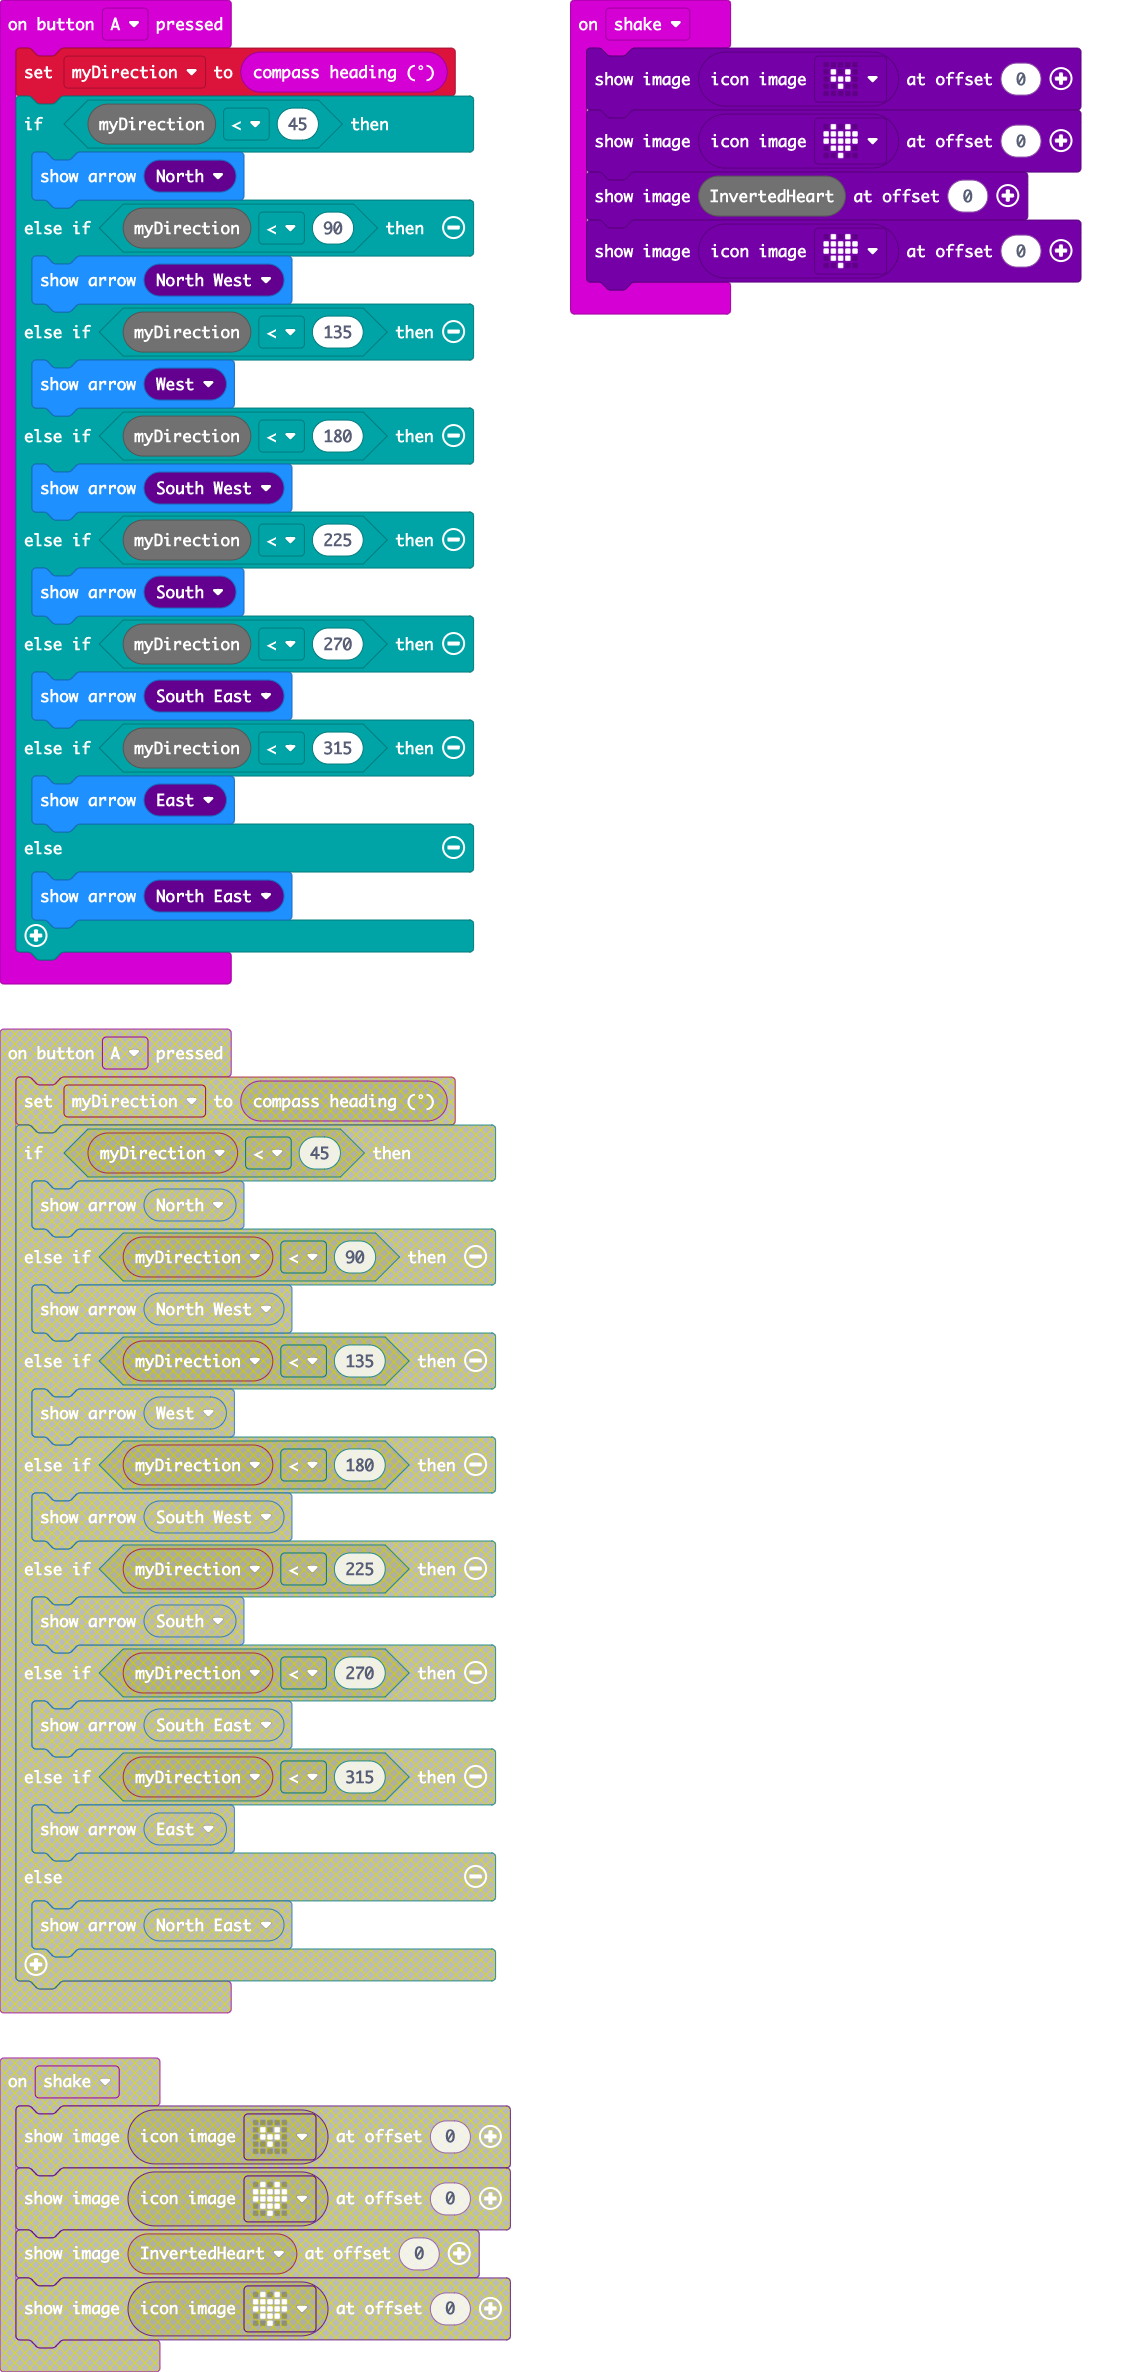 on button A pressed
set myDirection to compass heading (°)
if myDirection < 45 then
show arrow North
else if myDirection < 90 then
show arrow North West
else if myDirection < 135 then
show arrow West
else if myDirection < 180 then
show arrow South West
else if myDirection < 225 then
show arrow South
else if myDirection < 270 then
show arrow South East
else if myDirection < 315 then
show arrow East
else
show arrow North East
on shake
show image icon image at offset 0
show image icon image at offset 0
show image InvertedHeart at offset 0
show image icon image at offset 0
on button A pressed
set myDirection to compass heading (°)
if myDirection < 45 then
show arrow North
else if myDirection < 90 then
show arrow North West
else if myDirection < 135 then
show arrow West
else if myDirection < 180 then
show arrow South West
else if myDirection < 225 then
show arrow South
else if myDirection < 270 then
show arrow South East
else if myDirection < 315 then
show arrow East
else
show arrow North East
on shake
show image icon image at offset 0
show image icon image at offset 0
show image InvertedHeart at offset 0
show image icon image at offset 0